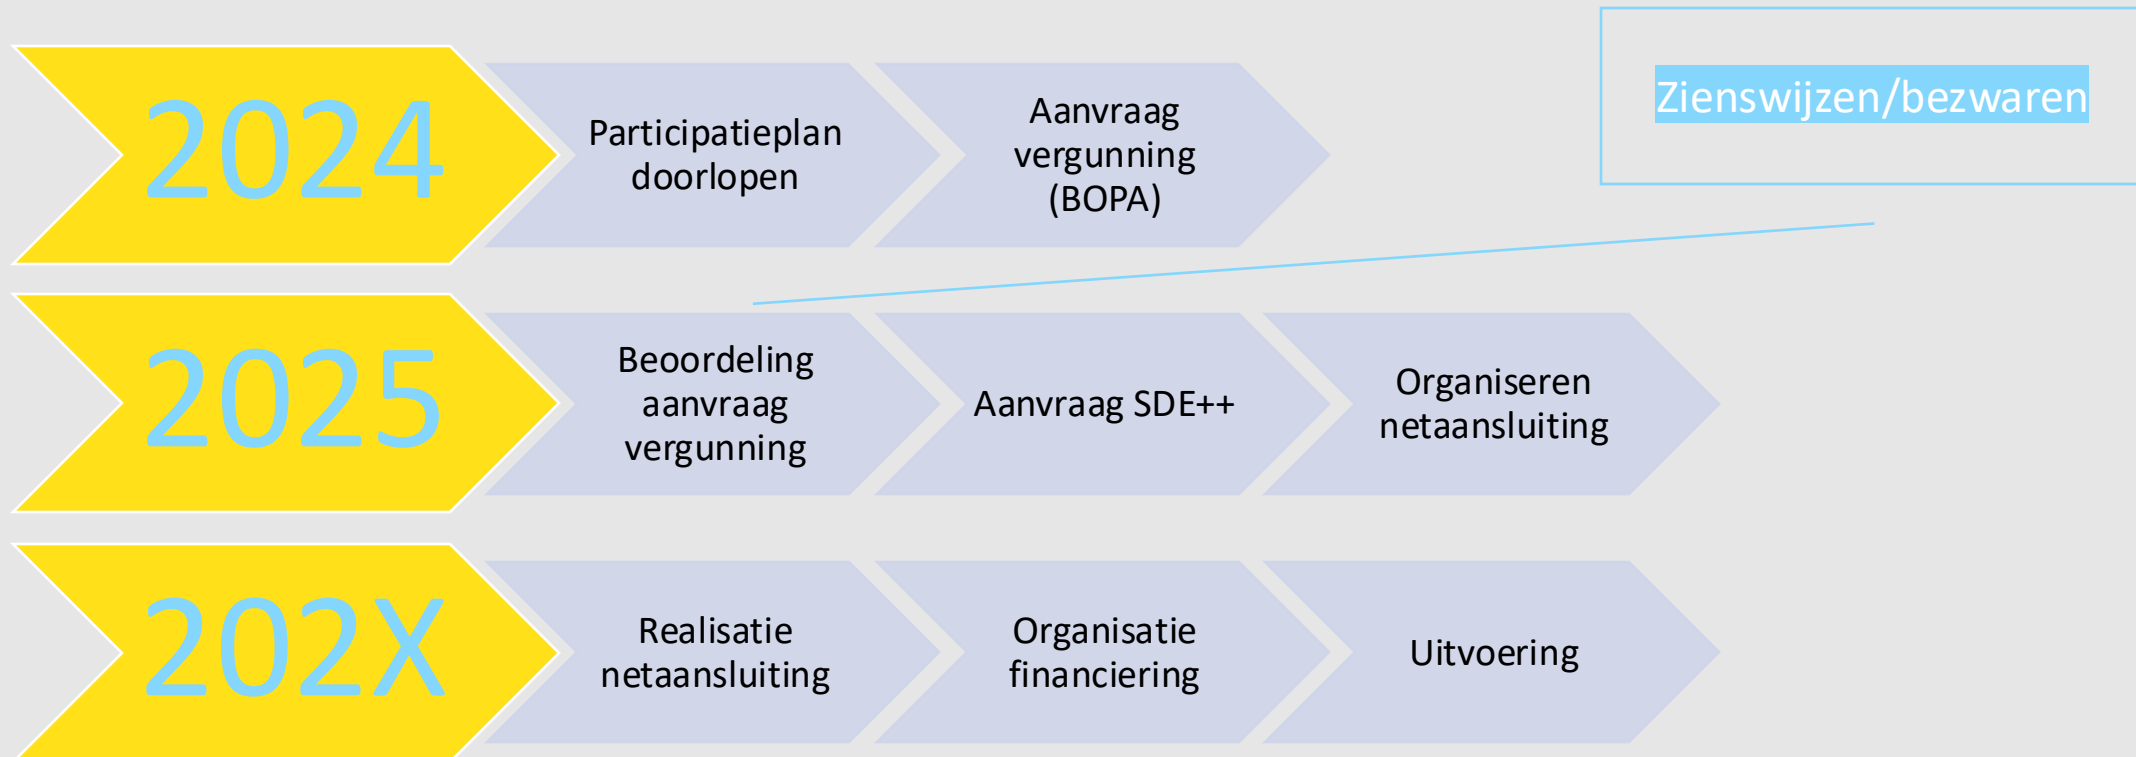 2024
Participatieplan
doorlopen
Aanvraag
vergunning
(BOPA)
Zienswijzen/bezwaren
2025
Beoordeling
aanvraag
vergunning
Aanvraag SDE++
Organiseren
netaansluiting
202X
Realisatie
netaansluiting
Organisatie
financiering
Uitvoering